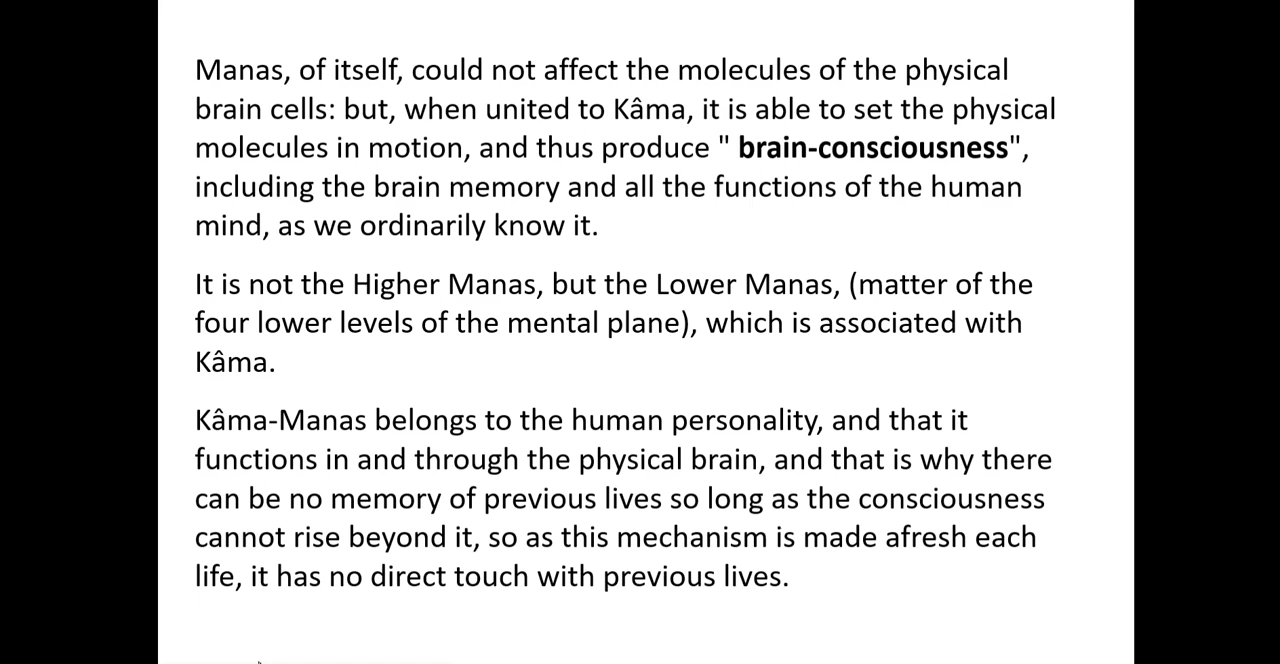 Manas, of itself, could not affect the molecules of the physical
brain cells: but, when united to Kâma, it is able to set the physical
molecules in motion, and thus produce " brain-consciousness",
including the brain memory and all the functions of the human
mind, as we ordinarily know it.
It is not the Higher Manas, but the Lower Manas, (matter of the
four lower levels of the mental plane), which is associated with
Kâma.
Kâma-Manas belongs to the human personality, and that it
functions in and through the physical brain, and that is why there
can be no memory of previous lives so long as the consciousness
cannot rise beyond it, so as this mechanism is made afresh each
life, it has no direct touch with previous lives.